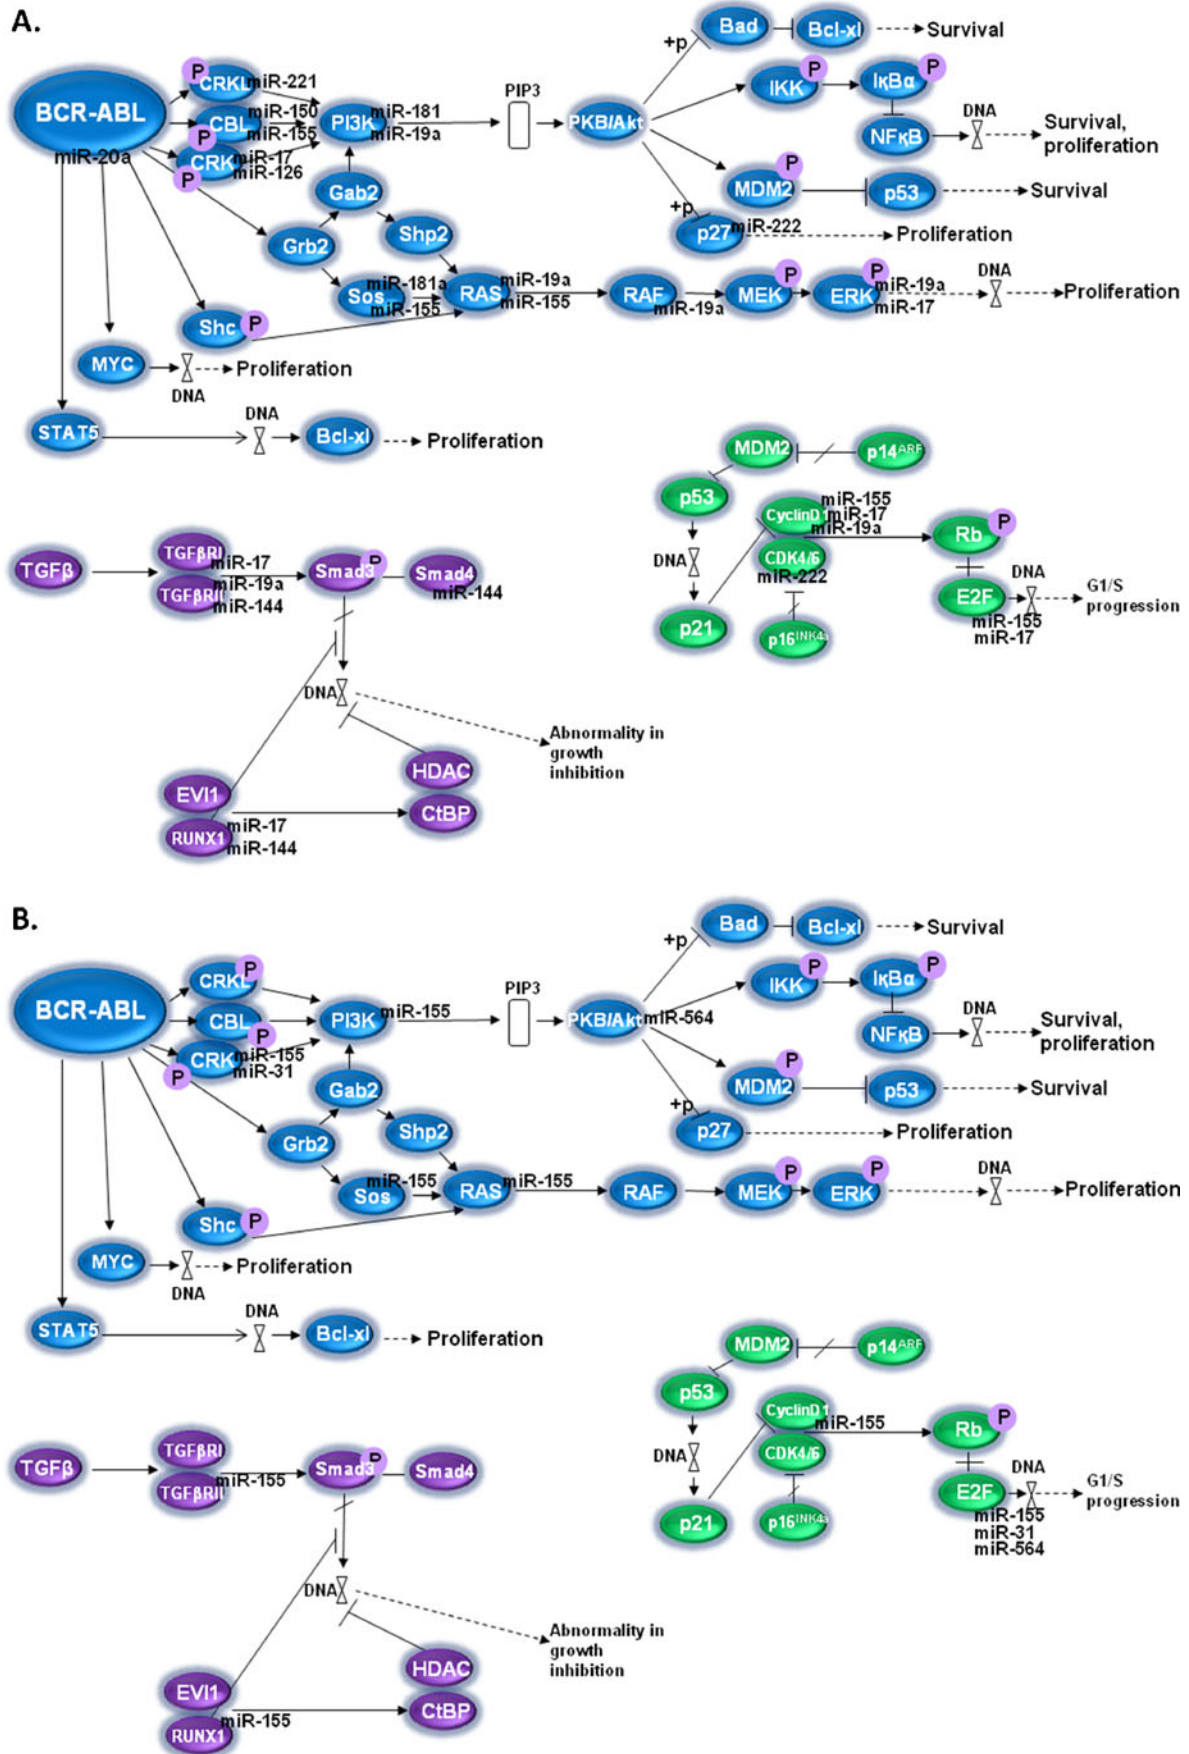 A.
Bad
Bcl-xl
Survival
+p
P
CRKL
miR-221
BCR-ABL
miR-20a
CBL
miR-150
miR-155
P
CRK
miR-17
miR-126
P
PI3K
miR-181
miR-19a
PIP3
PKB/Akt
IKK
P
IκBα
P
NFκB
DNA
Survival,
proliferation
MDM2
P
p53
Survival
+p
p27
miR-222
Proliferation
Gab2
Grb2
Shp2
Sos
miR-181a
miR-155
RAS
miR-19a
miR-155
RAF
miR-19a
MEK
P
ERK
P
miR-19a
miR-17
DNA
Proliferation
Shc
P
MYC
DNA
Proliferation
STAT5
DNA
Bcl-xl
Proliferation
MDM2
p14ARF
p53
DNA
p21
CyclinD1
miR-155
miR-17
miR-19a
CDK4/6
miR-222
p16INK4a
Rb
P
E2F
miR-155
miR-17
DNA
G1/S
progression
TGFβ
TGFβRI
TGFβRII
miR-17
miR-19a
miR-144
Smad3
P
Smad4
miR-144
DNA
Abnormality in
growth
inhibition
HDAC
CtBP
EVI1
RUNX1
miR-17
miR-144
B.
Bad
Bcl-xl
Survival
+p
CRKL
P
BCR-ABL
CBL
P
CRK
miR-155
miR-31
P
PI3K
miR-155
PIP3
PKB/Akt
miR-564
IKK
P
IκBα
P
NFκB
DNA
Survival,
proliferation
MDM2
P
p53
Survival
+p
p27
Proliferation
Gab2
Grb2
Shp2
Sos
miR-155
RAS
miR-155
RAF
MEK
P
ERK
P
DNA
Proliferation
Shc
P
MYC
DNA
Proliferation
STAT5
DNA
Bcl-xl
Proliferation
MDM2
p14ARF
p53
DNA
p21
CyclinD1
miR-155
CDK4/6
p16INK4a
Rb
P
E2F
miR-155
miR-31
miR-564
DNA
G1/S
progression
TGFβ
TGFβRI
TGFβRII
miR-155
Smad3
P
Smad4
DNA
Abnormality in
growth
inhibition
HDAC
CtBP
EVI1
RUNX1
miR-155